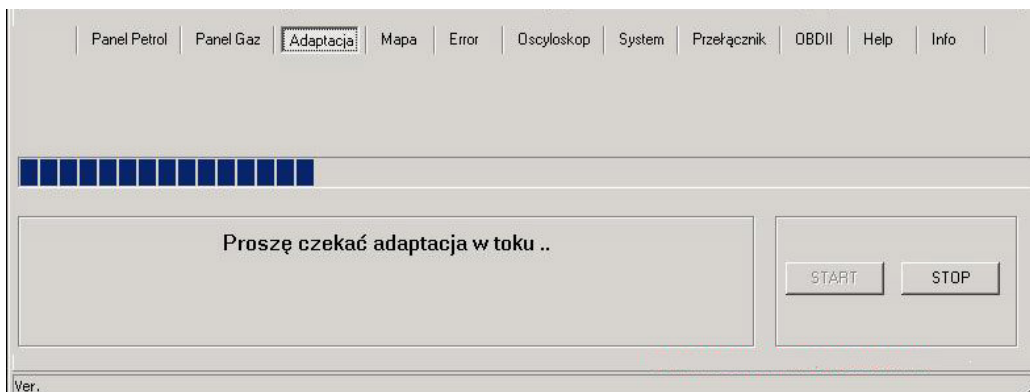 Panel Petrol Panel Gaz Adaptacja Mapa Error Oscyloskop System Przełącznik OBDII Help Info
Proszę czekać adaptacja w toku ..
START STOP
Ver.